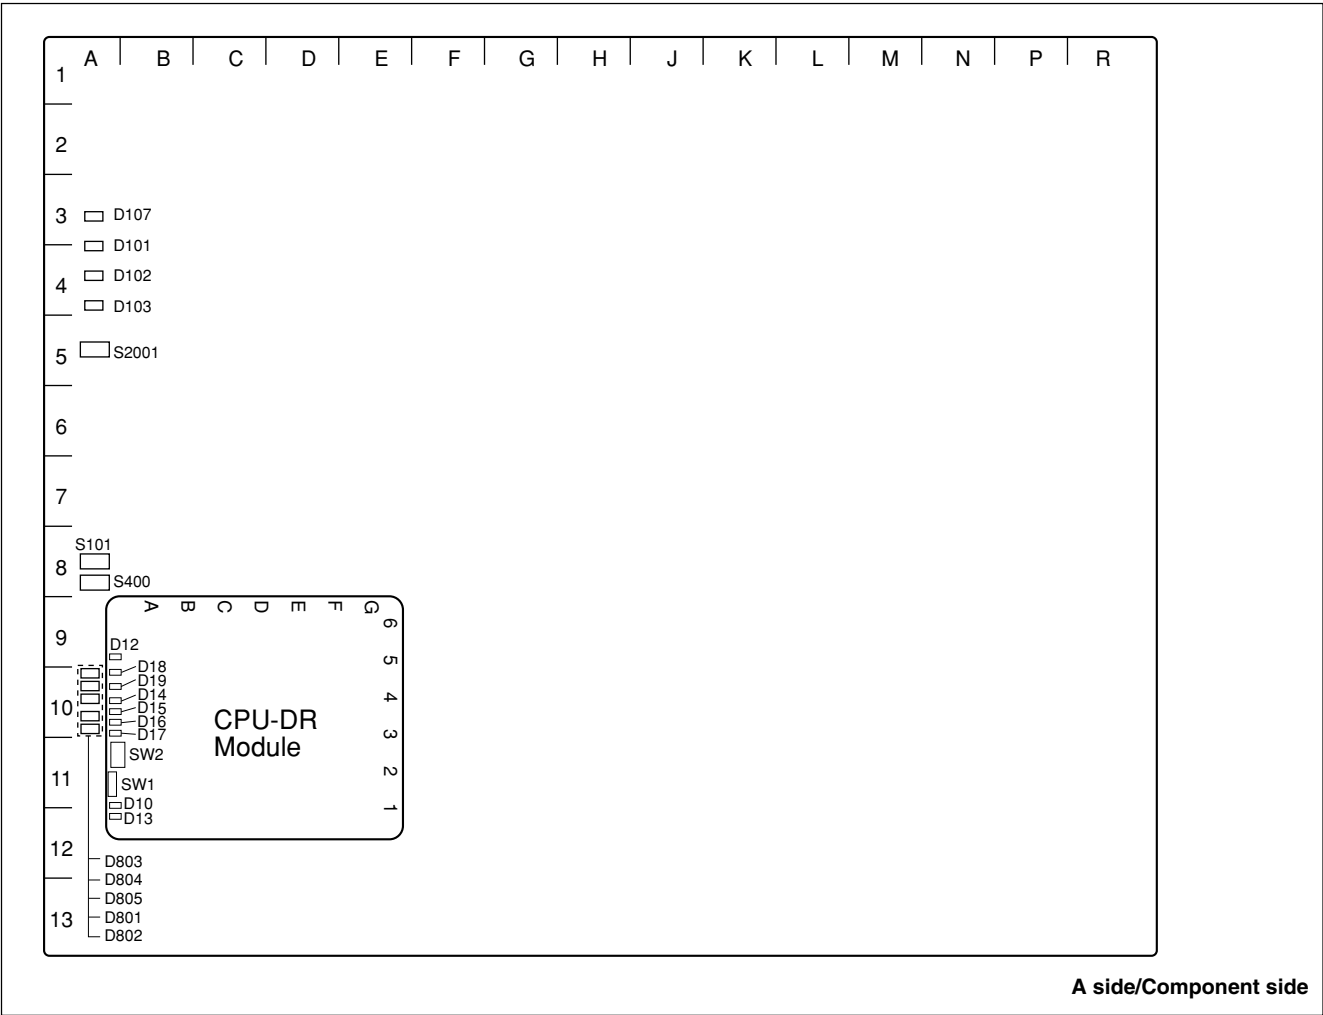 A B C D E F G H J K L M N P R
1
2
3
D107
D101
D102
4
D103
5
S2001
6
7
S101
8
S400
A B C D E F G
6
9
D12
5
D18
D19
D14
4
10
D15
D16
D17
3
CPU-DR
Module
SW2
2
11
SW1
D10
1
D13
12
D803
D804
D805
13
D801
D802
A side/Component side